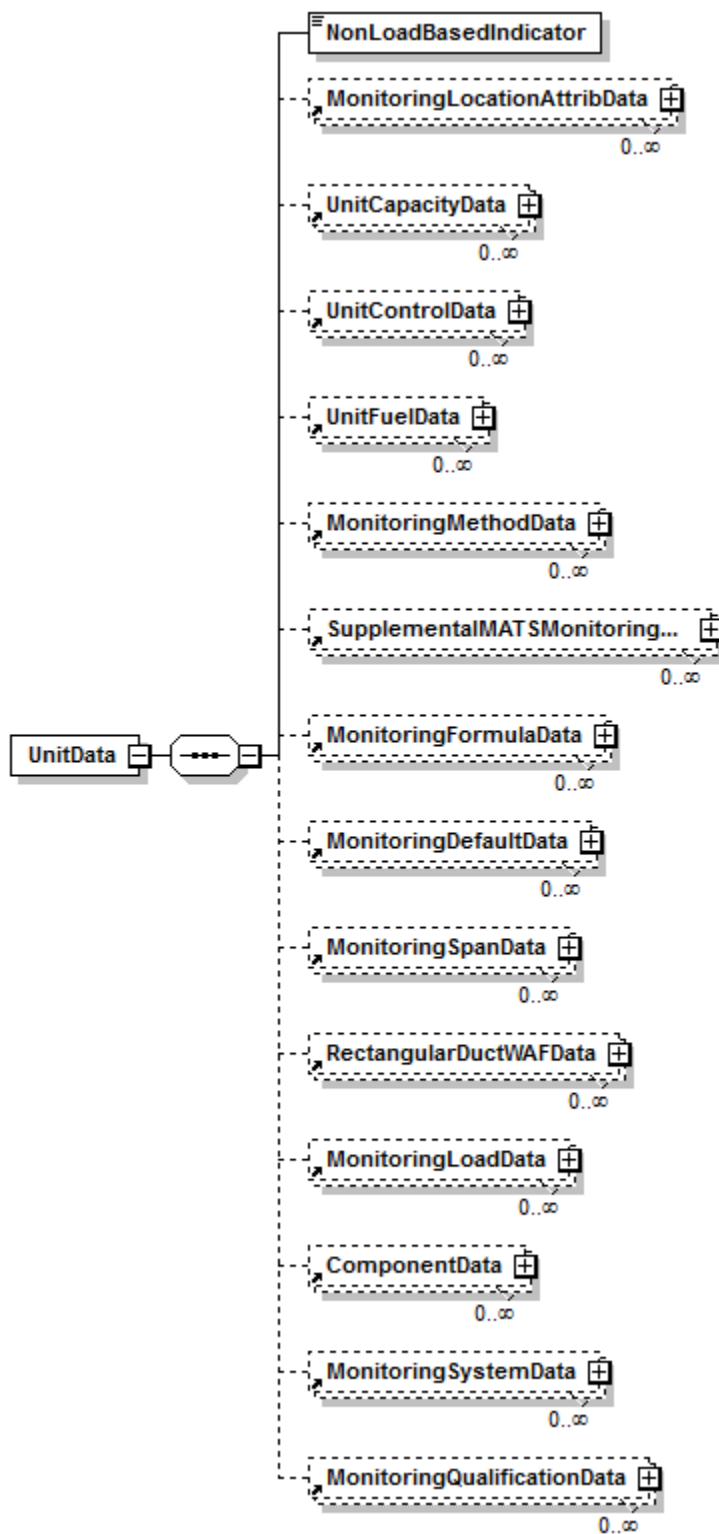 NonLoadBasedIndicator
MonitoringLocationAttribData
0..∞
UnitCapacityData
0..∞
UnitControlData
0..∞
UnitFuelData
0..∞
MonitoringMethodData
0..∞
SupplementalMATSMonitoring...
0..∞
UnitData
MonitoringFormulaData
0..∞
MonitoringDefaultData
0..∞
MonitoringSpanData
0..∞
RectangularDuctWAFData
0..∞
MonitoringLoadData
0..∞
ComponentData
0..∞
MonitoringSystemData
0..∞
MonitoringQualificationData
0..∞